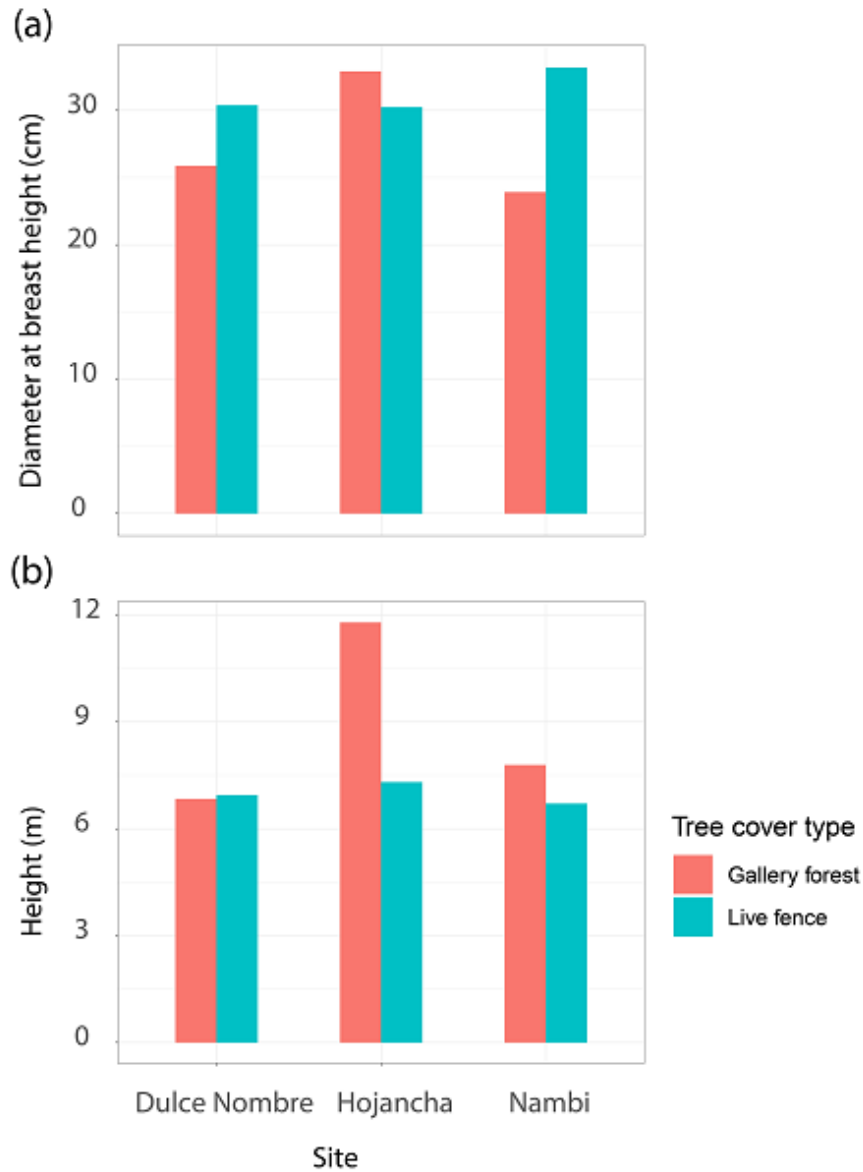 (a)
Diameter at breast height (cm)
30
20
10
0
(b)
Height (m)
12
9
6
3
0
Dulce Nombre Hojancha Nambi
Site
Tree cover type
Gallery forest
Live fence